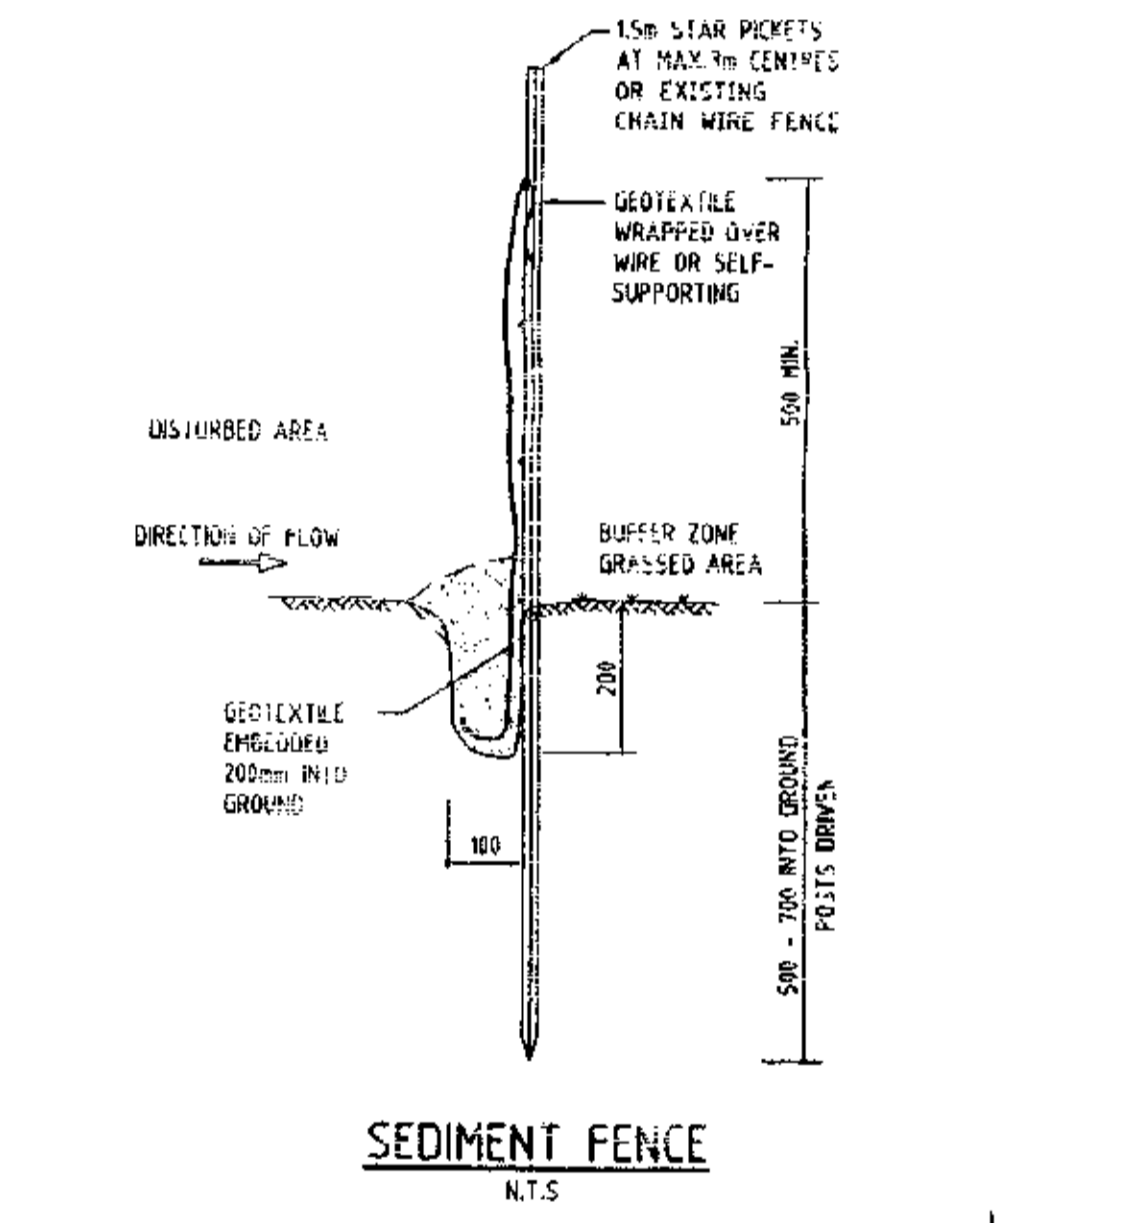 1.5m STAR PICKETS
AT MAX.3m CENTRES
OR EXISTING
CHAIN WIRE FENCE
GEOTEXTILE
WRAPPED OVER
WIRE OR SELF-
SUPPORTING
500 MIN.
DISTURBED AREA
DIRECTION OF FLOW
BUFFER ZONE
GRASSED AREA
200
GEOTEXTILE
EMBEDDED
200mm INTO
GROUND
100
500 - 700 INTO GROUND
POSTS DRIVEN
SEDIMENT FENCE
N.T.S